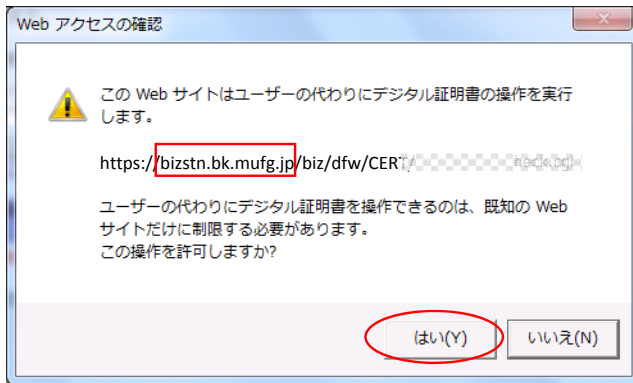 Web アクセスの確認
この Web サイトはユーザーの代わりにデジタル証明書の操作を実行
します。
https://bizstn.bk.mufg.jp/biz/dfw/CERT/
ユーザーの代わりにデジタル証明書を操作できるのは、既知の Web
サイトだけに制限する必要があります。
この操作を許可しますか?
はい(Y)
いいえ(N)